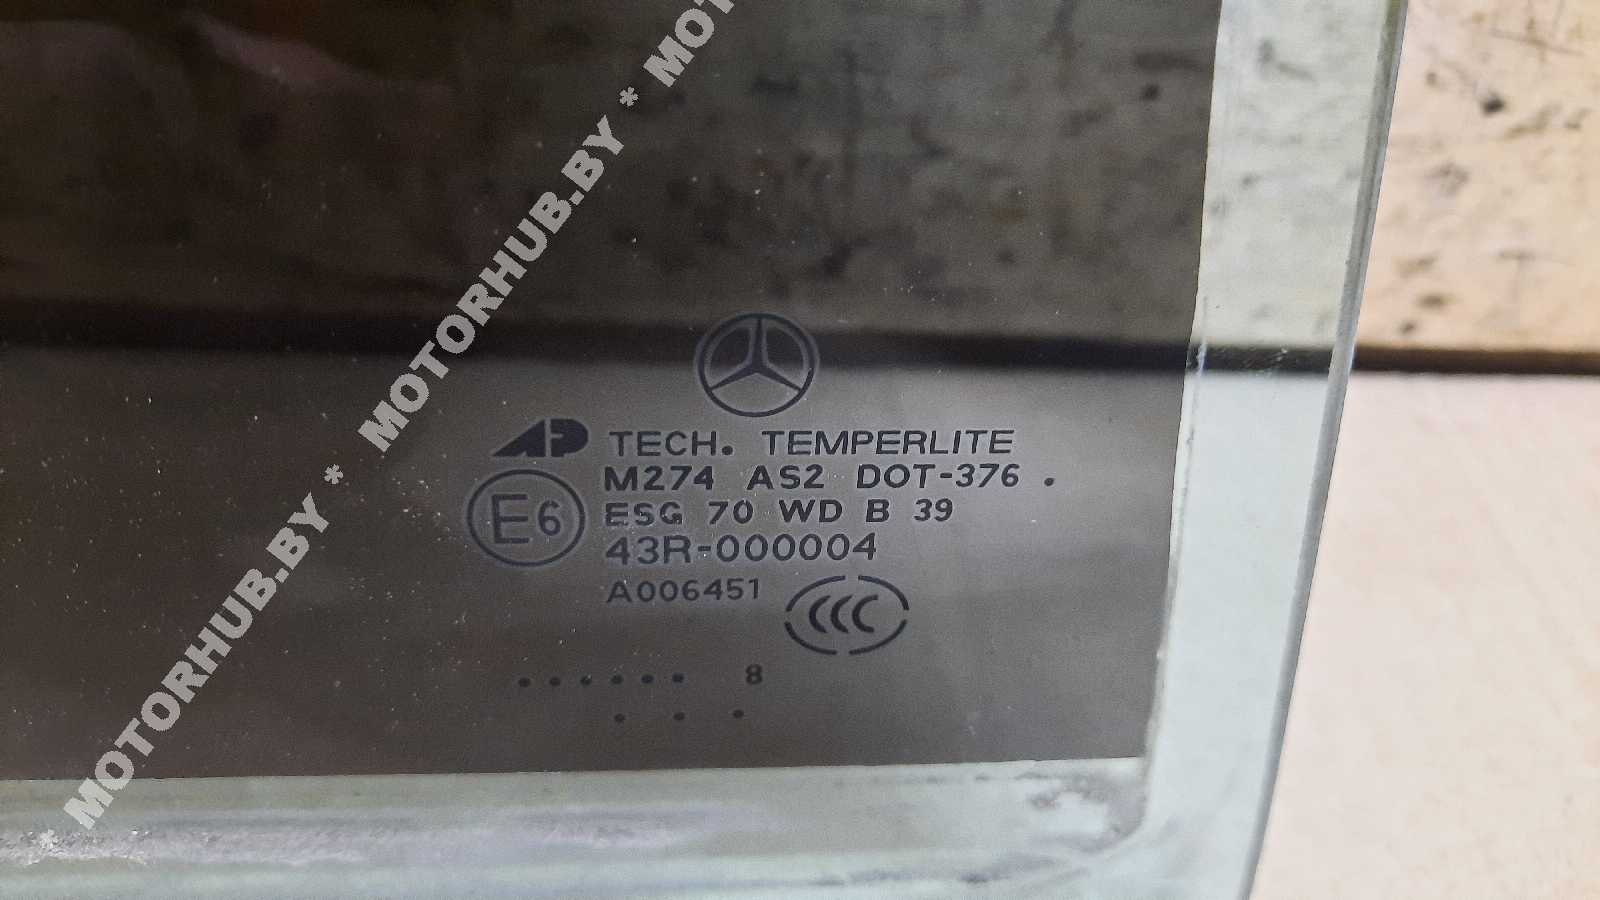 AP TECH. TEMPERLITE
M274 AS2 DOT-376 .
E6 ESG 70 WD B 39
43R-000004
A006451 CCC
...... 8
. . .
* MOTORHUB.BY * MOTORHUB.BY * MOTORHUB.BY * MOT